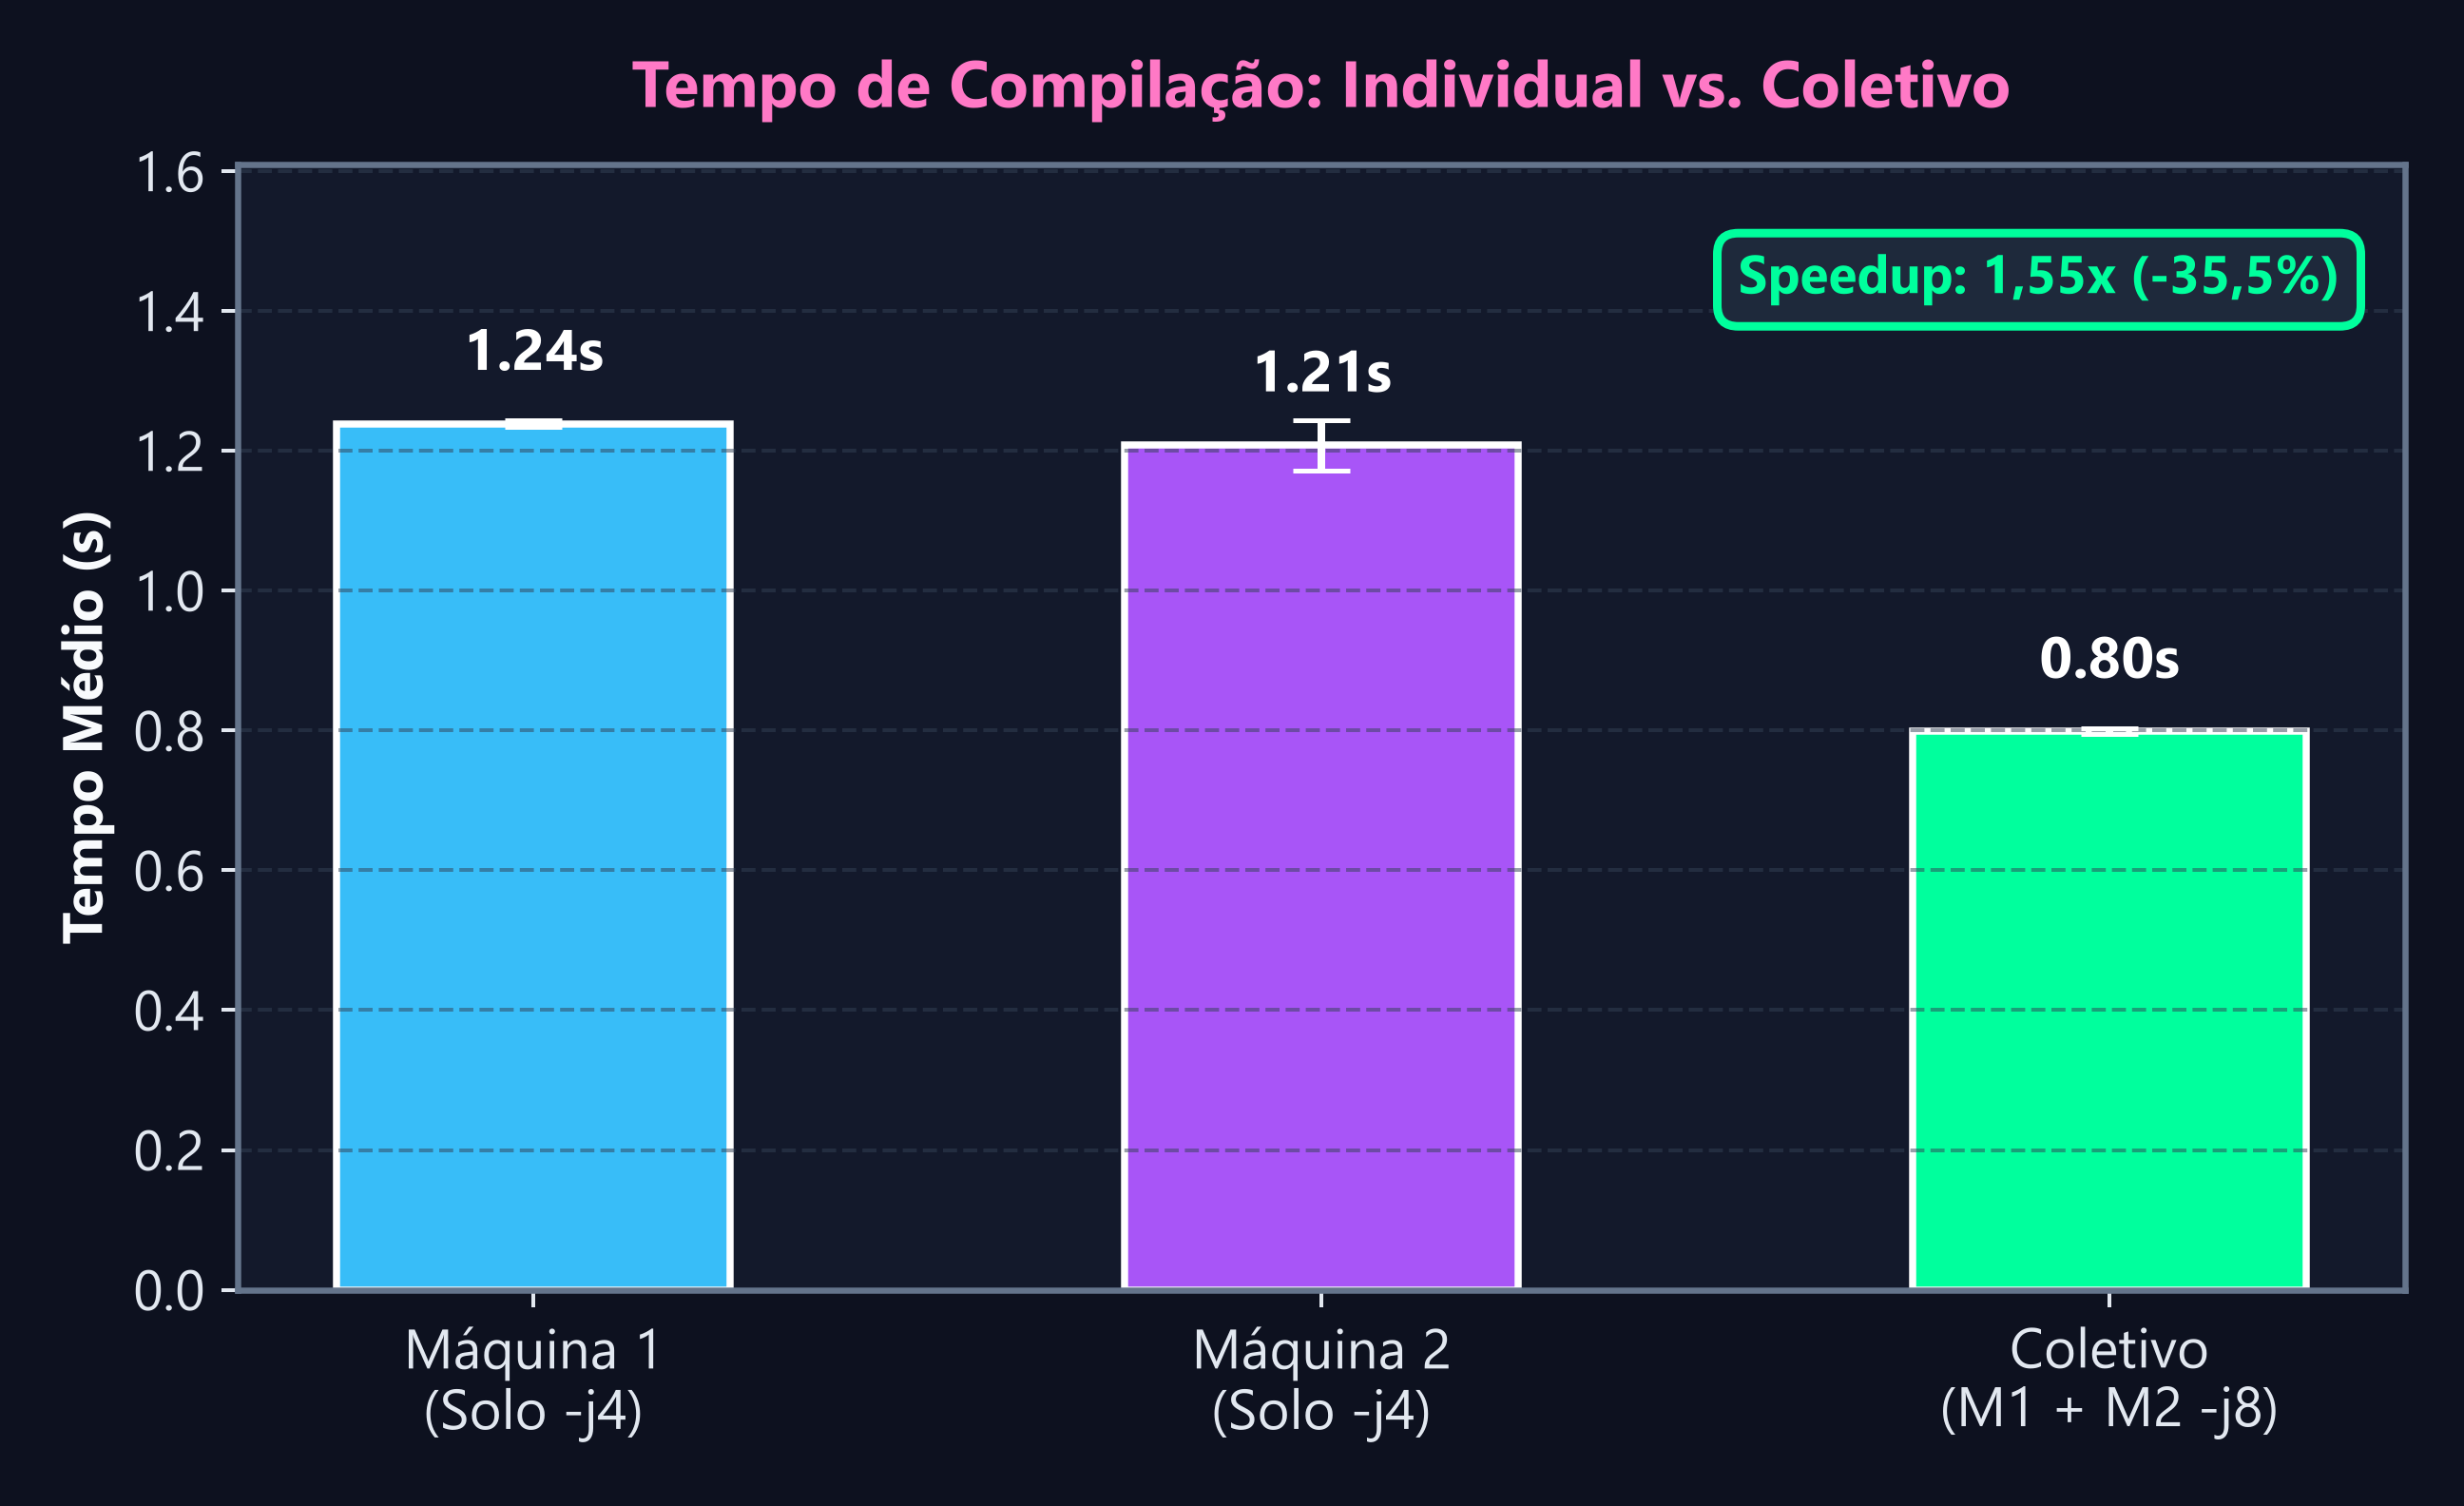 Tempo de Compilação: Individual vs. Coletivo
1.6
1.4
1.2
1.0
0.8
0.6
0.4
0.2
0.0
Tempo Médio (s)
Speedup: 1,55x (-35,5%)
1.24s
1.21s
0.80s
Máquina 1
(Solo -j4)
Máquina 2
(Solo -j4)
Coletivo
(M1 + M2 -j8)